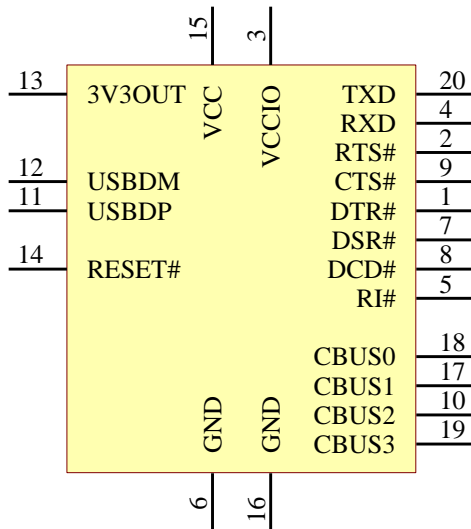 15 3
13 3V3OUT VCC VCCIO TXD 20
RXD 4
RTS# 2
12 USBDM CTS# 9
11 USBDP DTR# 1
DSR# 7
14 RESET# DCD# 8
RI# 5
CBUS0 18
CBUS1 17
GND GND CBUS2 10
CBUS3 19
6 16